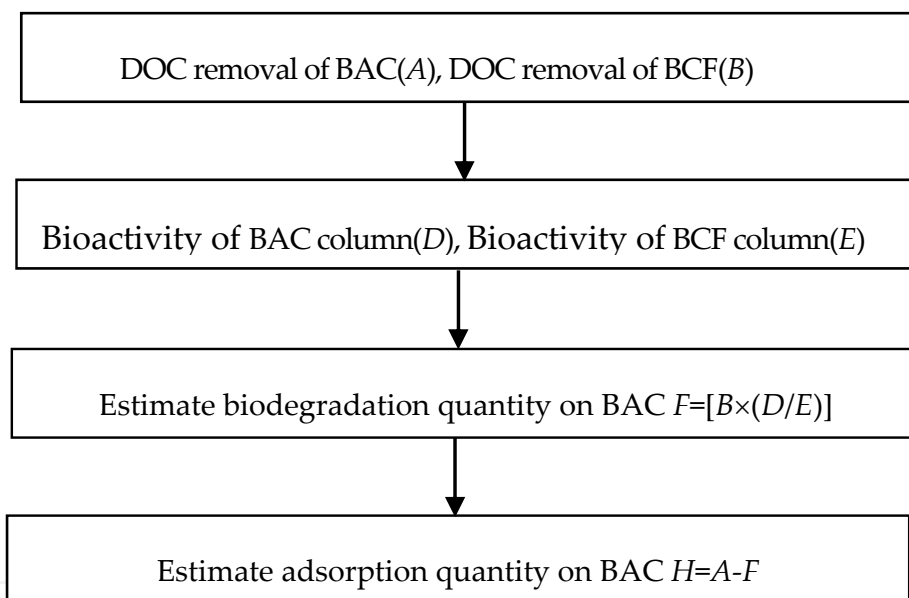 DOC removal of BAC(A), DOC removal of BCF(B)
Bioactivity of BAC column(D), Bioactivity of BCF column(E)
Estimate biodegradation quantity on BAC F=[B×(D/E)]
Estimate adsorption quantity on BAC H=A-F